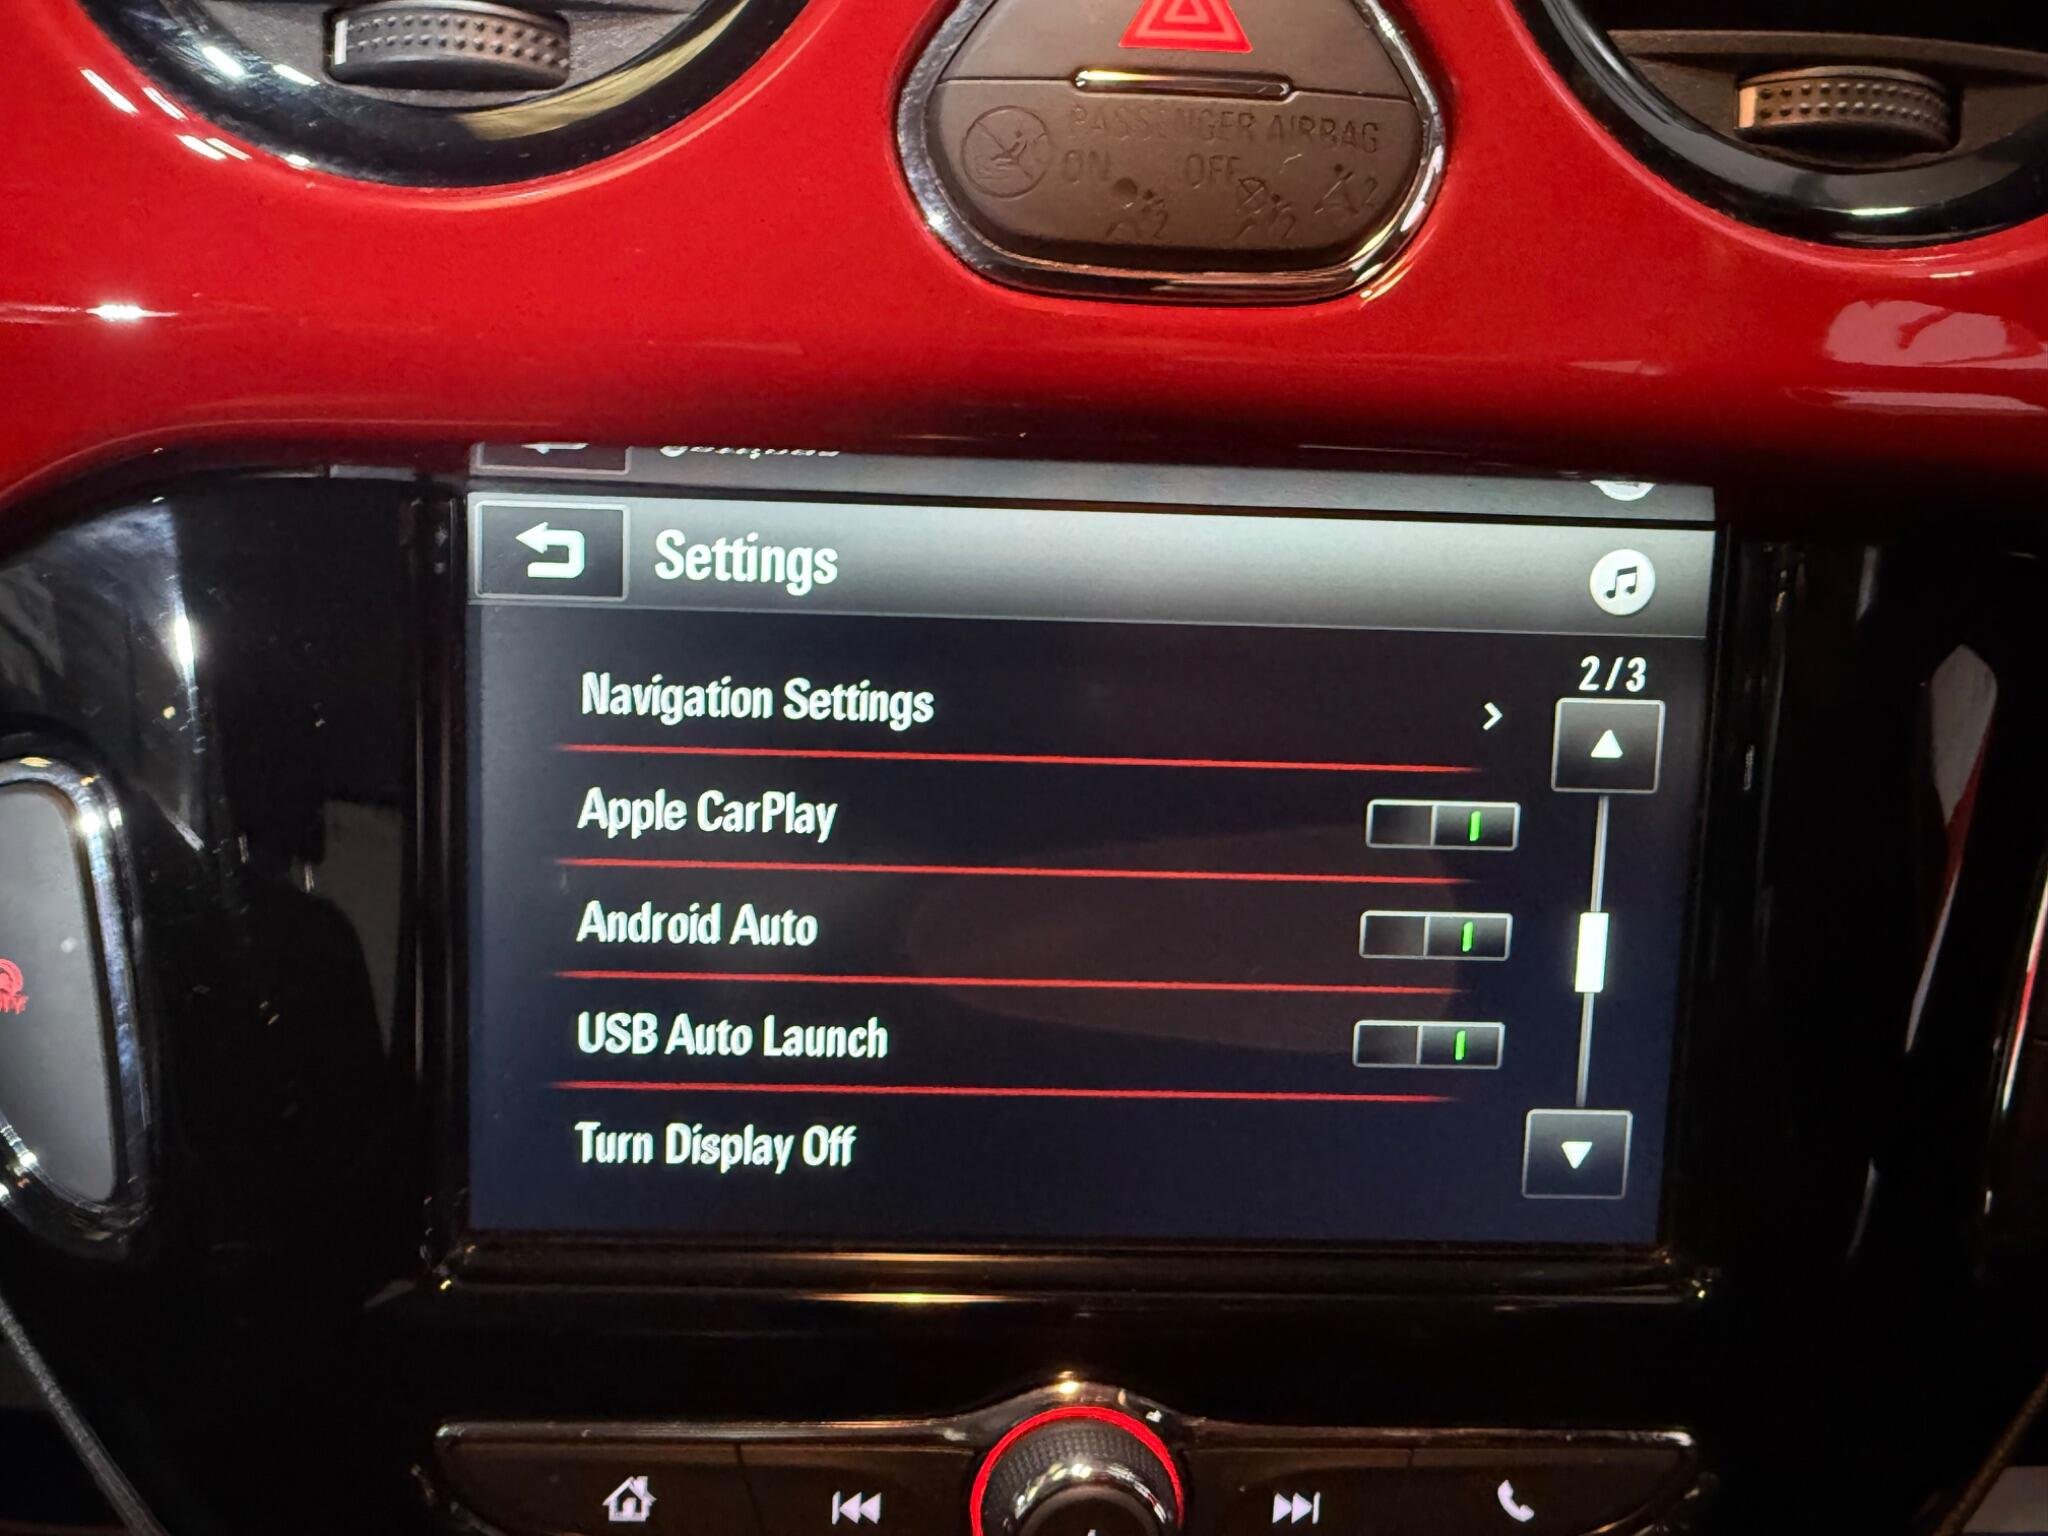 PASSENGER AIRBAG
ON OFF
Settings
2/3
Navigation Settings
Apple CarPlay
Android Auto
USB Auto Launch
Turn Display Off